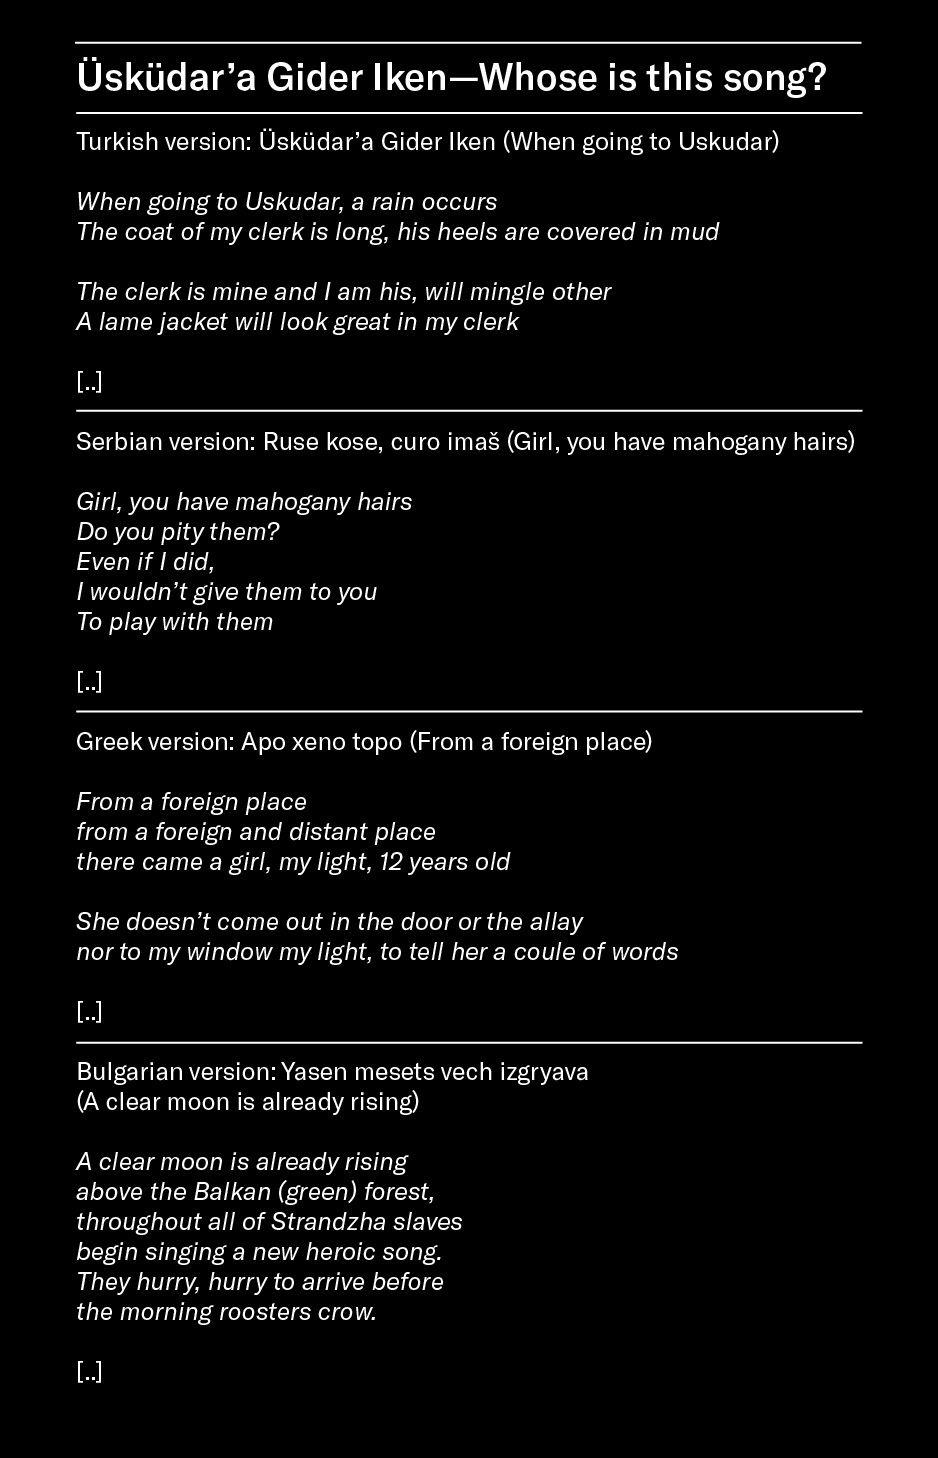 Üsküdar’a Gider Iken—Whose is this song?
Turkish version: Üsküdar’a Gider Iken (When going to Uskudar)
When going to Uskudar, a rain occurs
The coat of my clerk is long, his heels are covered in mud
The clerk is mine and I am his, will mingle other
A lame jacket will look great in my clerk
[..]
Serbian version: Ruse kose, curo imaš (Girl, you have mahogany hairs)
Girl, you have mahogany hairs
Do you pity them?
Even if I did,
I wouldn’t give them to you
To play with them
[..]
Greek version: Apo xeno topo (From a foreign place)
From a foreign place
from a foreign and distant place
there came a girl, my light, 12 years old
She doesn’t come out in the door or the allay
nor to my window my light, to tell her a coule of words
[..]
Bulgarian version: Yasen mesets vech izgryava
(A clear moon is already rising)
A clear moon is already rising
above the Balkan (green) forest,
throughout all of Strandzha slaves
begin singing a new heroic song.
They hurry, hurry to arrive before
the morning roosters crow.
[..]